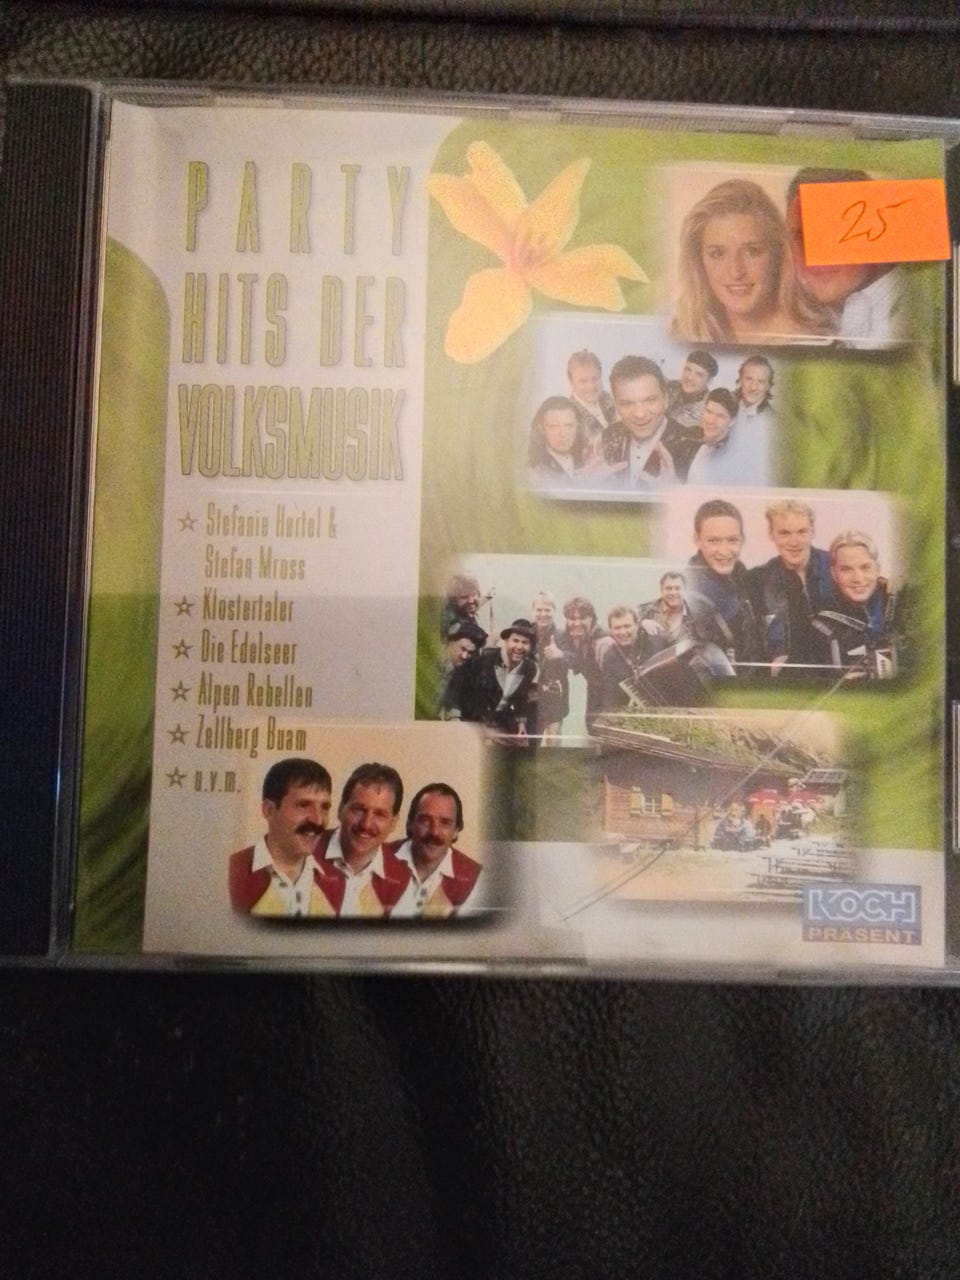 PARTY
HITS DER
VOLKSMUSIK
Stefanie Hertel &
Stefan Mross
Klostertaler
Die Edelseer
Alpen Rebellen
Zellberg Buam
u.v.m.
25
KOCH
PRÄSENT